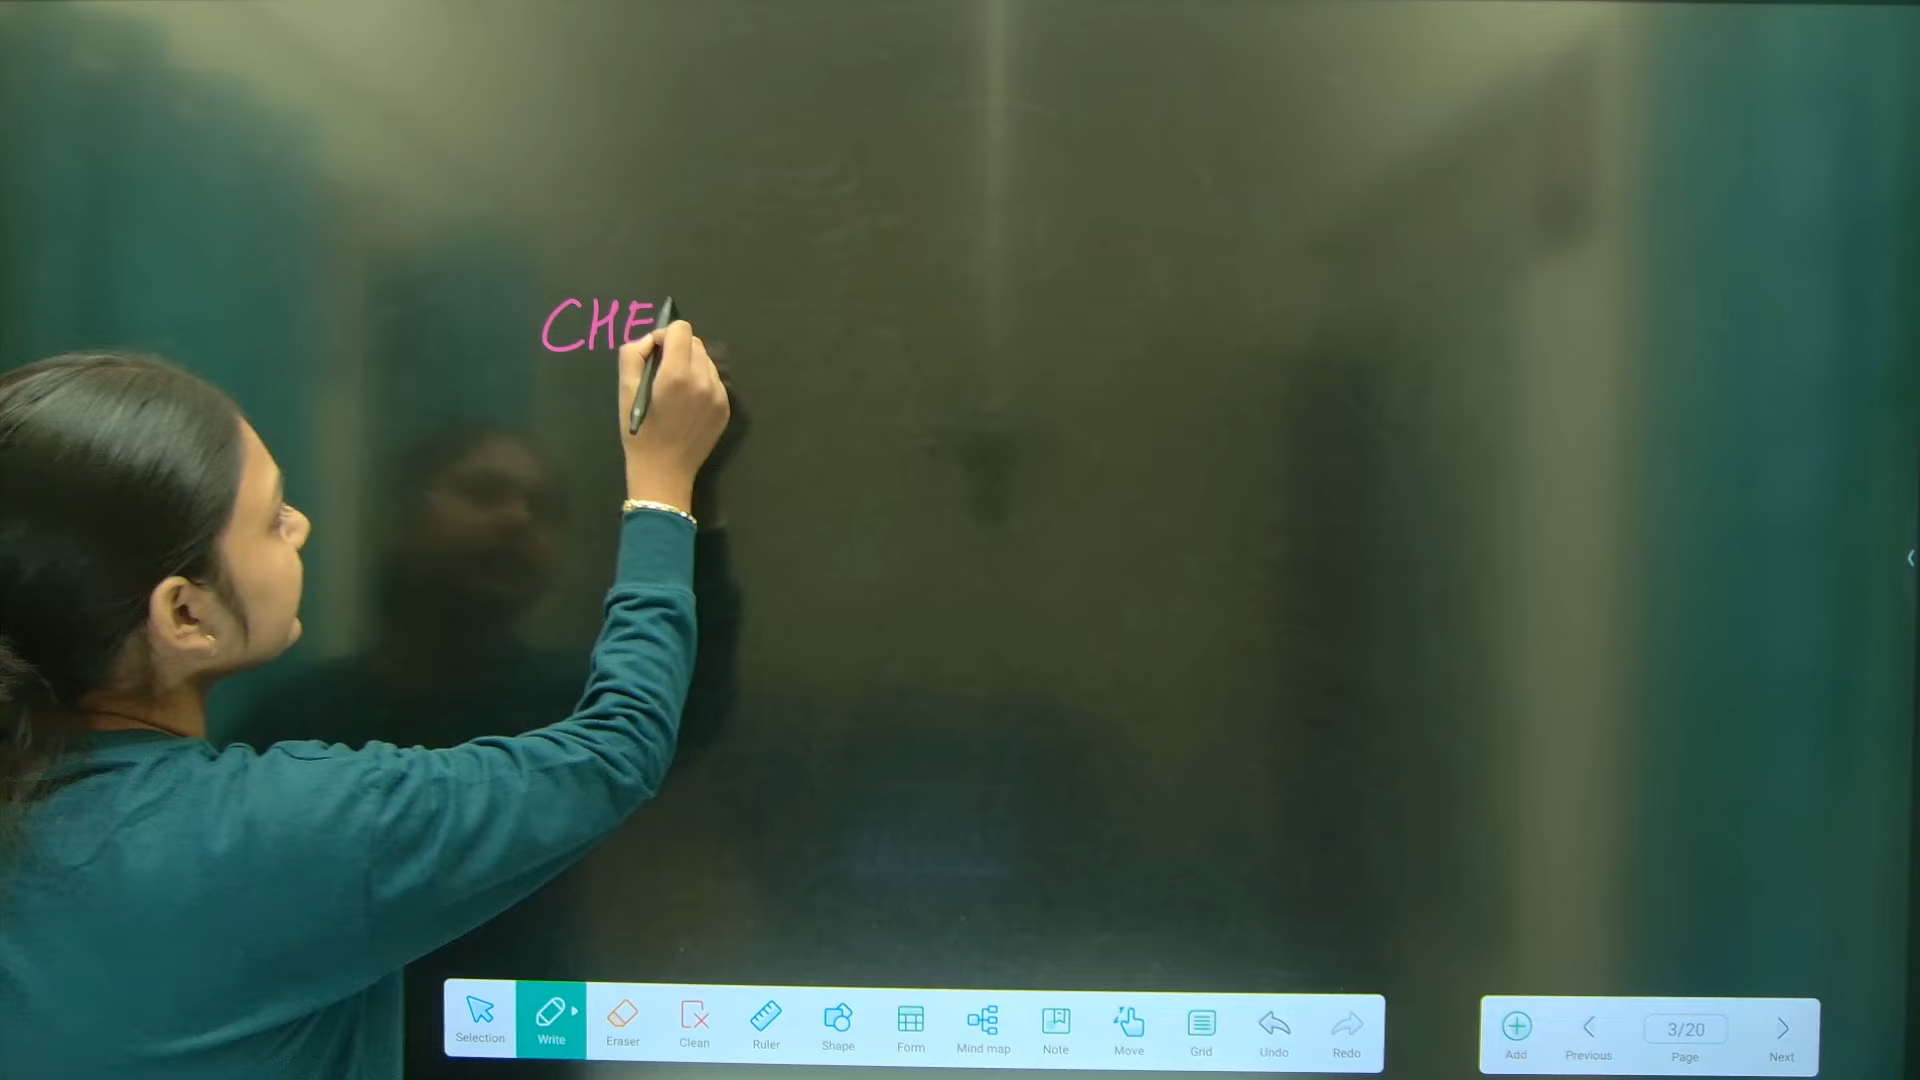 CHE
Selection
Write
Eraser
Clean
Ruler
Shape
Form
Mind map
Note
Move
Grid
Undo
Redo
Add
Previous
3/20
Page
Next